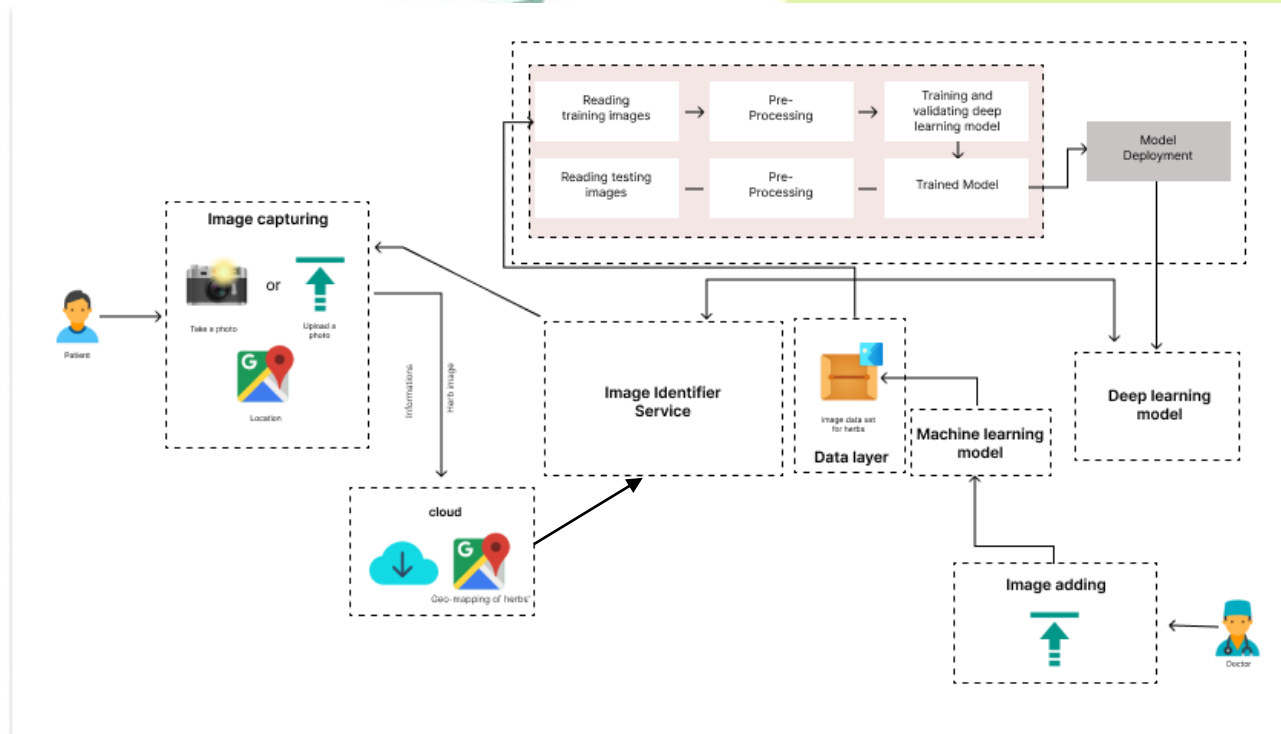 Reading
training images
Pre-
Processing
Training and
validating deep
learning model
Model
Deployment
Reading testing
images
Pre-
Processing
Trained Model
Image capturing
or
Take a photo
Upload a
photo
Location
Patient
Informations
Herb image
Image Identifier
Service
Image data set
for herbs
Data layer
Machine learning
model
Deep learning
model
cloud
Geo-mapping of herbs'
Image adding
Doctor